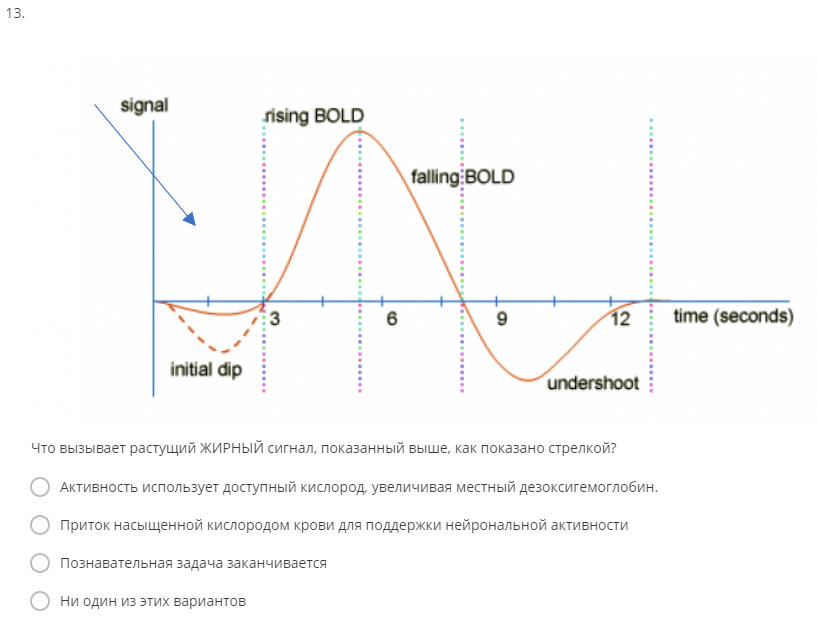 13.
signal
rising BOLD
falling BOLD
3
6
9
12
time (seconds)
initial dip
undershoot
Что вызывает растущий ЖИРНЫЙ сигнал, показанный выше, как показано стрелкой?
Активность использует доступный кислород, увеличивая местный дезоксигемоглобин.
Приток насыщенной кислородом крови для поддержки нейрональной активности
Познавательная задача заканчивается
Ни один из этих вариантов